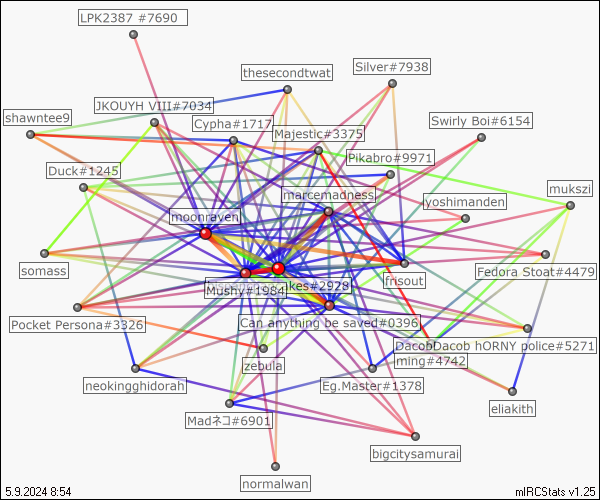 LPK2387 #7690
Silver#7938
thesecondtwat
JKOUYH VIII#7034
shawntee9
Cypha#1717
Swirly Boi#6154
Majestic#3375
Pikabro#9971
Duck#1245
marcemadness
mukszi
yoshimanden
moonraven
somass
Fedora Stoat#4479
frisout
Mushy#1984
akes#2928
Pocket Persona#3326
Can anything be saved#0396
Dacob hORNY police#5271
ming#4742
zebula
neokingghidorah
Eg.Master#1378
eliakith
Madネコ#6901
bigcitysamurai
normalwan
5.9.2024 8:54
mIRCStats v1.25